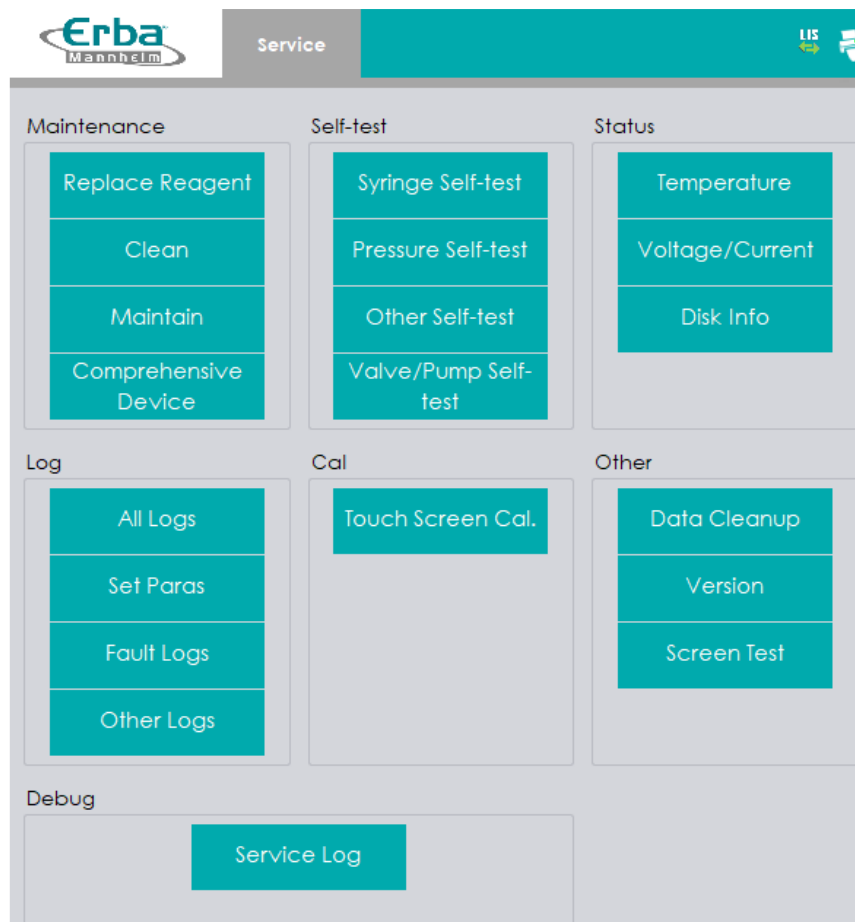 Erba
Mannheim
Service
LIS
Maintenance
Self-test
Status
Replace Reagent
Syringe Self-test
Temperature
Clean
Pressure Self-test
Voltage/Current
Maintain
Other Self-test
Disk Info
Comprehensive
Device
Valve/Pump Self-
test
Log
Cal
Other
All Logs
Touch Screen Cal.
Data Cleanup
Set Paras
Version
Fault Logs
Screen Test
Other Logs
Debug
Service Log